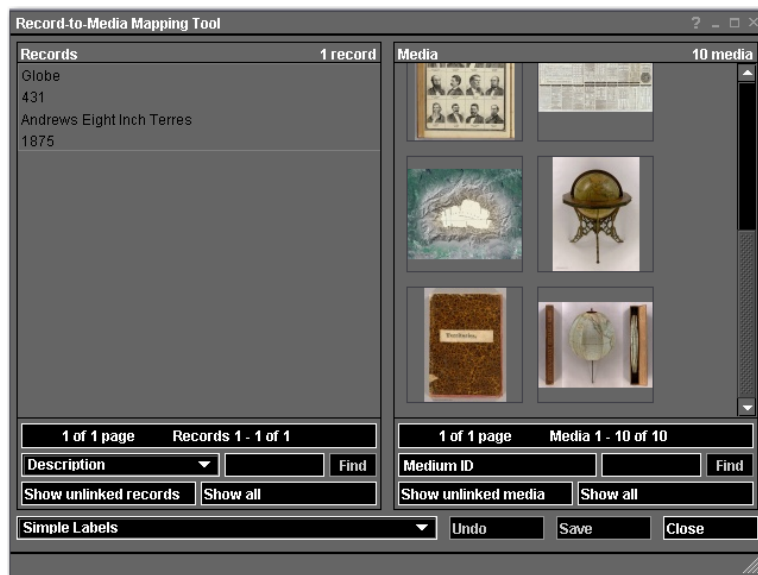 Record-to-Media Mapping Tool
Records 1 record
Globe
431
Andrews Eight Inch Terres
1875
1 of 1 page Records 1 - 1 of 1
Description Find
Show unlinked records Show all
Media 10 media
1 of 1 page Media 1 - 10 of 10
Medium ID Find
Show unlinked media Show all
Simple Labels Undo Save Close